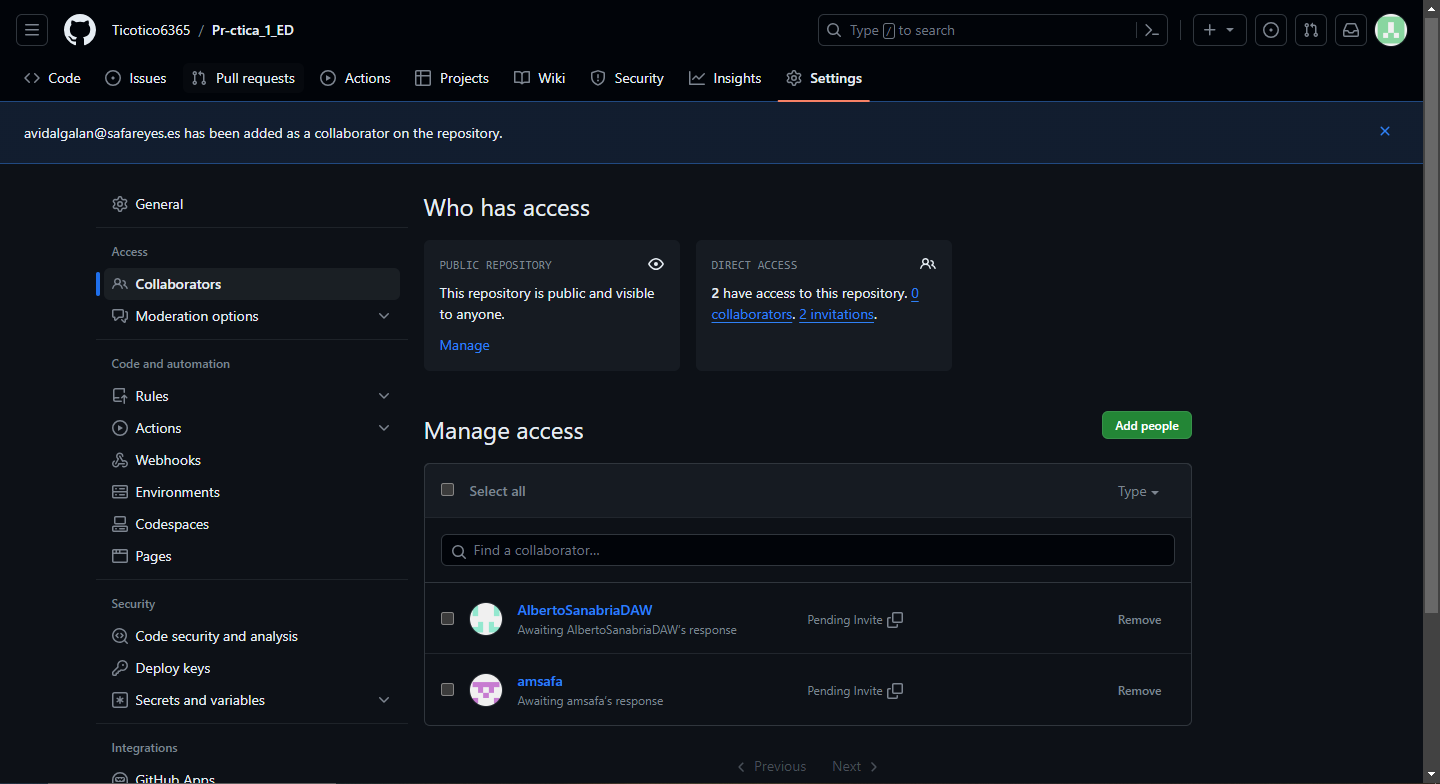 Ticotico6365 / Pr-ctica_1_ED
Type / to search
Code Issues Pull requests Actions Projects Wiki Security Insights Settings
avidalgalan@safareyes.es has been added as a collaborator on the repository.
General
Access
Collaborators
Moderation options
Code and automation
Rules
Actions
Webhooks
Environments
Codespaces
Pages
Security
Code security and analysis
Deploy keys
Secrets and variables
Integrations
GitHub Apps
Who has access
PUBLIC REPOSITORY
This repository is public and visible
to anyone.
Manage
DIRECT ACCESS
2 have access to this repository. 0
collaborators. 2 invitations.
Manage access
Add people
Select all
Type
Find a collaborator...
AlbertoSanabriaDAW
Awaiting AlbertoSanabriaDAW's response
Pending Invite
Remove
amsafa
Awaiting amsafa's response
Pending Invite
Remove
Previous Next